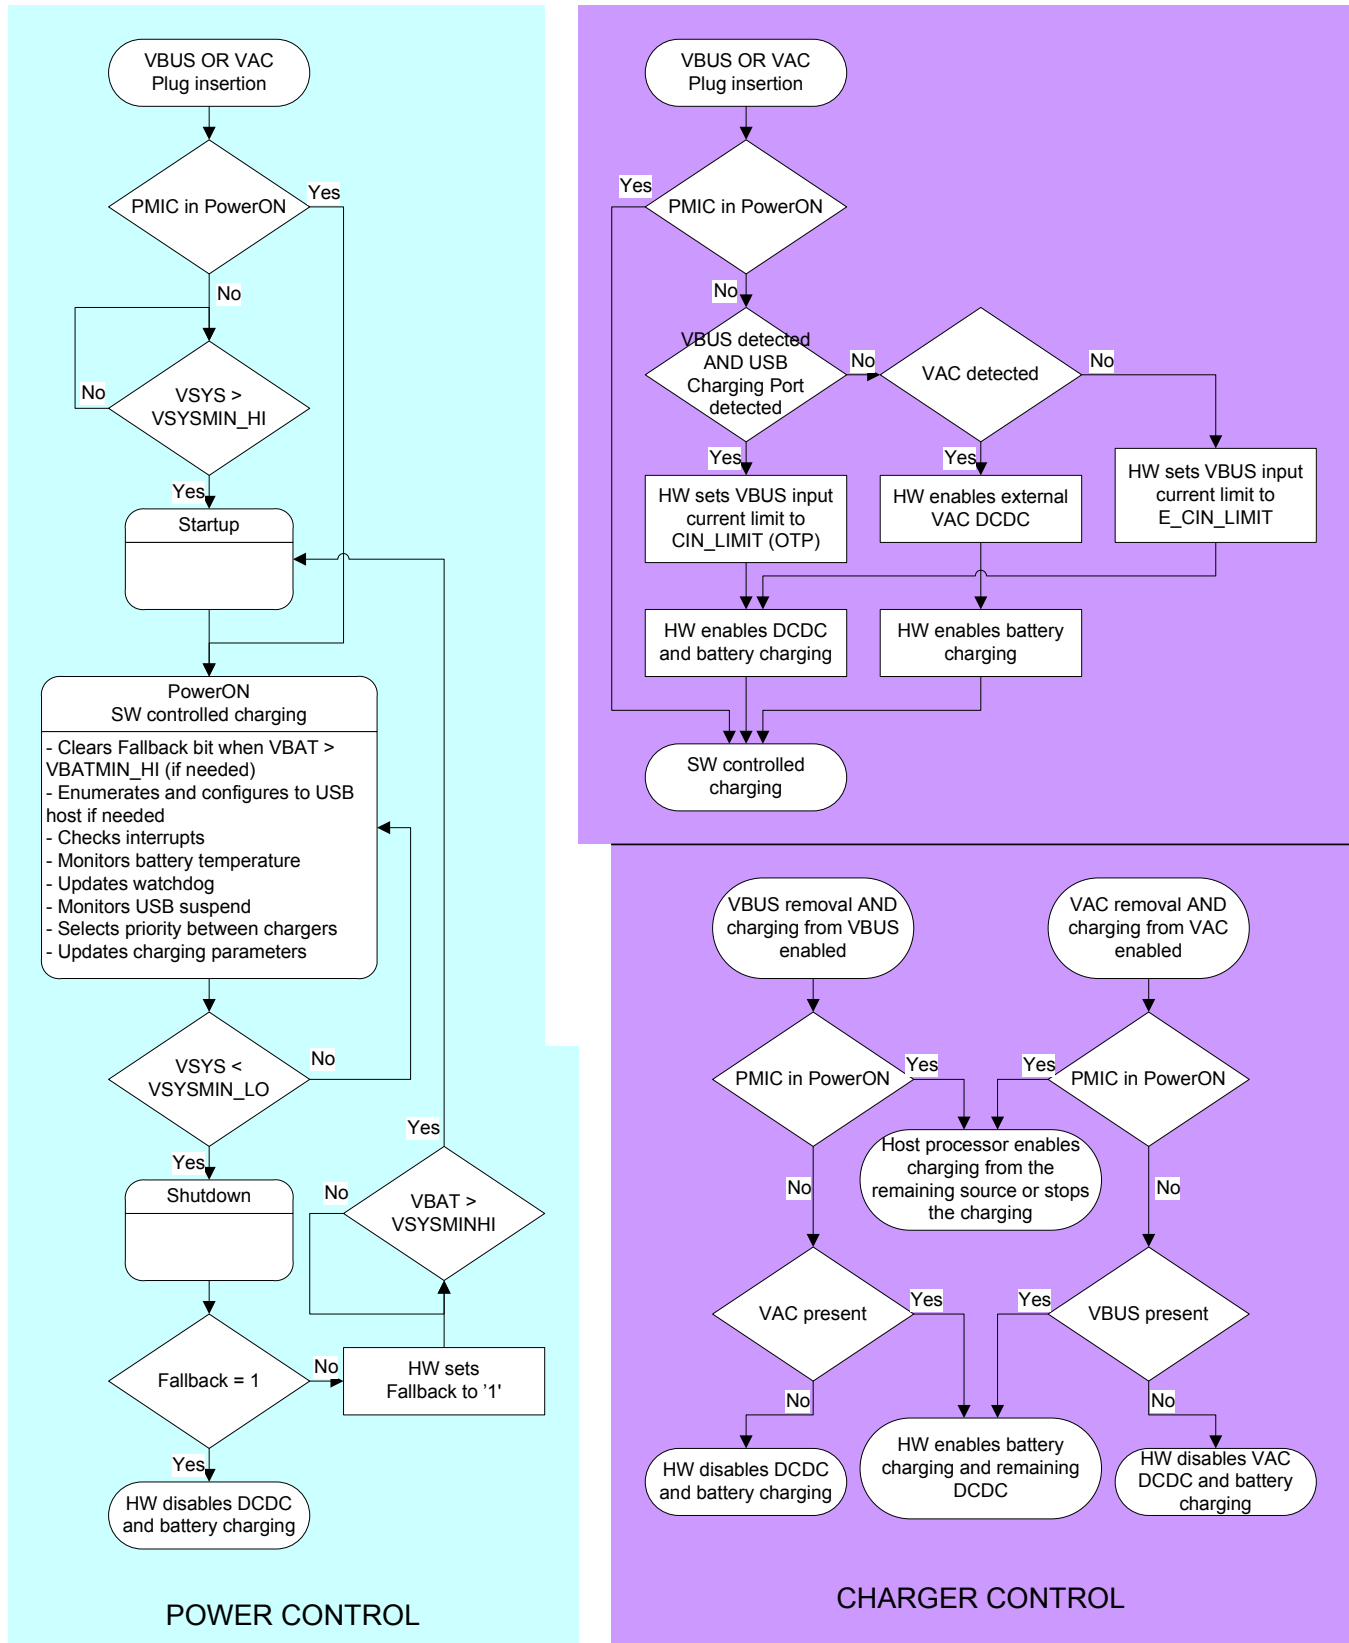 VBUS OR VAC
Plug insertion
PMIC in PowerON
Yes
No
VSYS >
VSYSMIN_HI
No
Yes
Startup
PowerON
SW controlled charging
- Clears Fallback bit when VBAT >
VBATMIN_HI (if needed)
- Enumerates and configures to USB
host if needed
- Checks interrupts
- Monitors battery temperature
- Updates watchdog
- Monitors USB suspend
- Selects priority between chargers
- Updates charging parameters
VSYS <
VSYSMIN_LO
No
Yes
Shutdown
Yes
VBAT >
VSYSMINHI
No
Fallback = 1
No
HW sets
Fallback to '1'
Yes
HW disables DCDC
and battery charging
POWER CONTROL
VBUS OR VAC
Plug insertion
Yes
PMIC in PowerON
No
VBUS detected
AND USB
Charging Port
detected
No
VAC detected
No
Yes
Yes
HW sets VBUS input
current limit to
CIN_LIMIT (OTP)
HW enables external
VAC DCDC
HW sets VBUS input
current limit to
E_CIN_LIMIT
HW enables DCDC
and battery charging
HW enables battery
charging
SW controlled
charging
VBUS removal AND
charging from VBUS
enabled
VAC removal AND
charging from VAC
enabled
PMIC in PowerON
Yes
Yes
PMIC in PowerON
Host processor enables
charging from the
remaining source or stops
the charging
No
No
VAC present
Yes
Yes
VBUS present
No
No
HW disables DCDC
and battery charging
HW enables battery
charging and remaining
DCDC
HW disables VAC
DCDC and battery
charging
CHARGER CONTROL